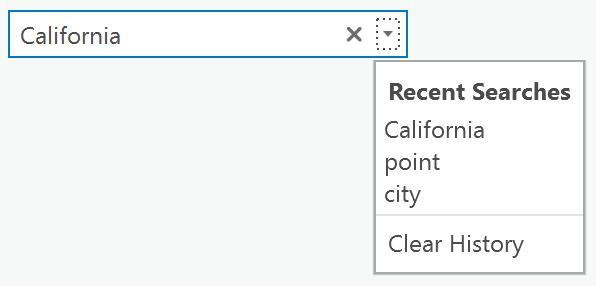 California
Recent Searches
California
point
city
Clear History